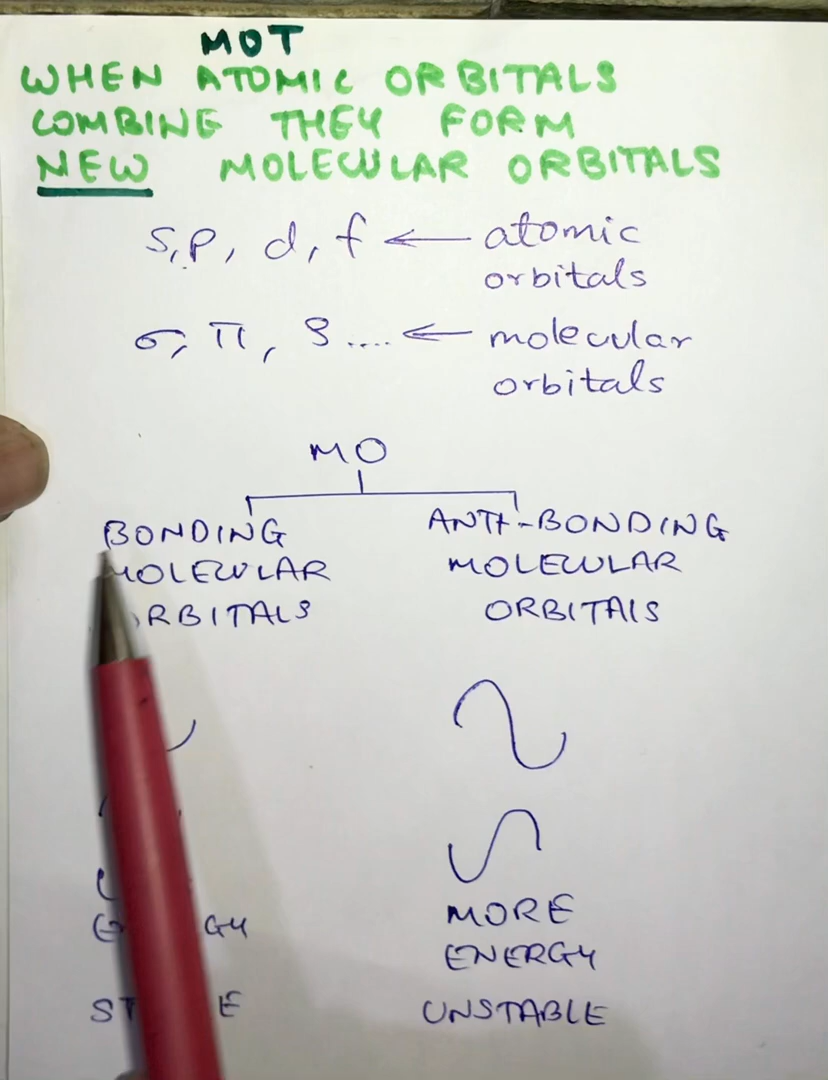 MOT
WHEN ATOMIC ORBITALS
COMBINE THEY FORM
NEW MOLECULAR ORBITALS
s, p, d, f ← atomic
orbitals
σ, π, δ .... ← molecular
orbitals
MO
BONDING
MOLECULAR
ORBITALS
ANTI-BONDING
MOLECULAR
ORBITALS
MORE
ENERGY
UNSTABLE